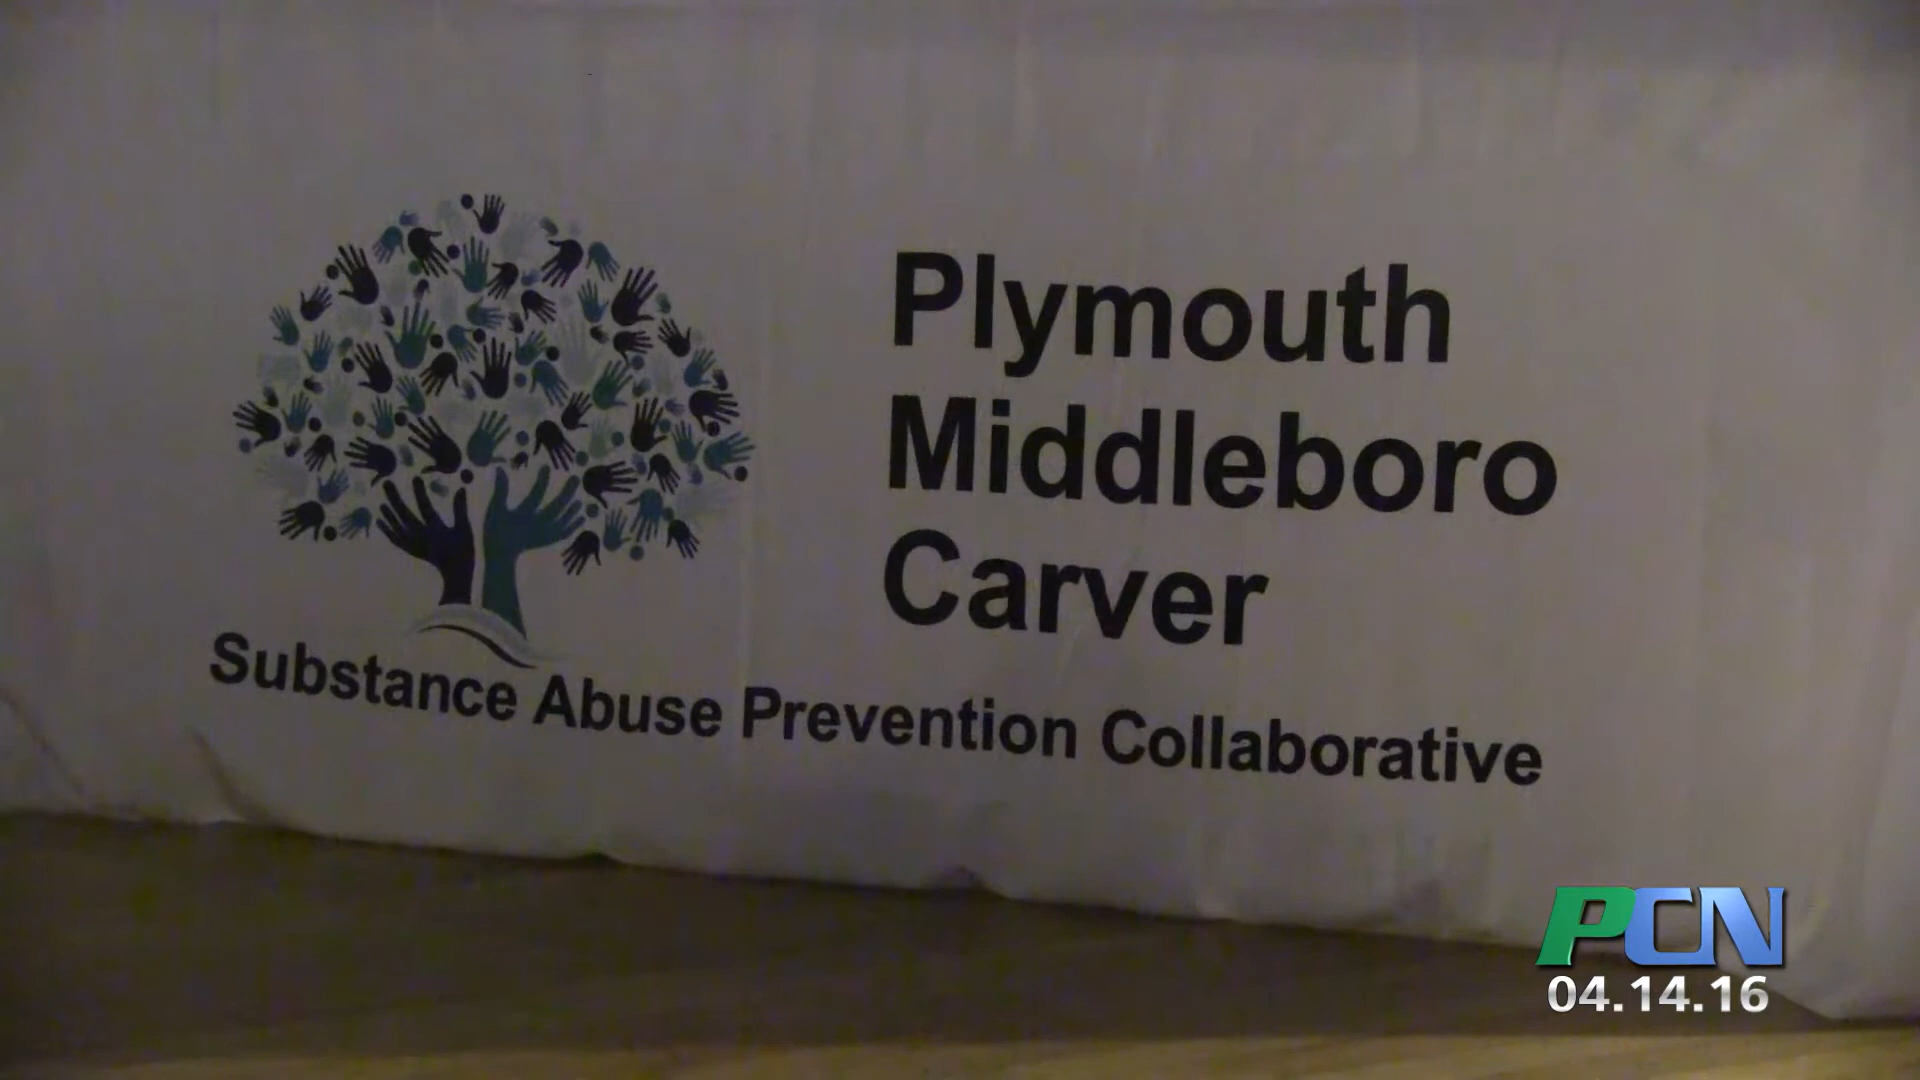 Plymouth
Middleboro
Carver
Substance Abuse Prevention Collaborative
PCN
04.14.16